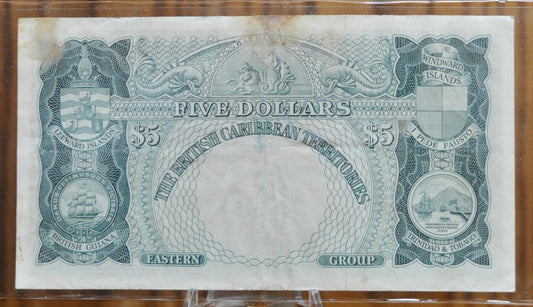 BARBADOS
FIVE DOLLARS
$5
$5
THE BRITISH CARIBBEAN TERRITORIES
LEEWARD ISLANDS
WINDWARD
ISLANDS
I PEDE FAUSTO
BRITISH GUIANA
TRINIDAD & TOBAGO
EASTERN
GROUP